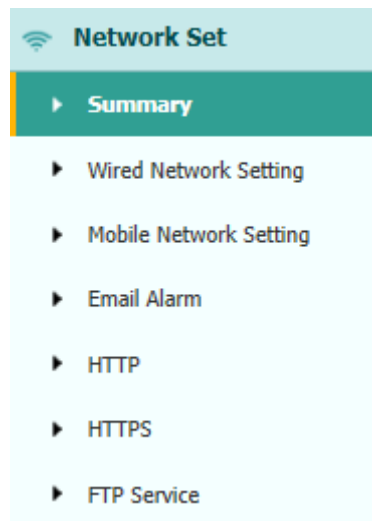 Network Set
Summary
Wired Network Setting
Mobile Network Setting
Email Alarm
HTTP
HTTPS
FTP Service